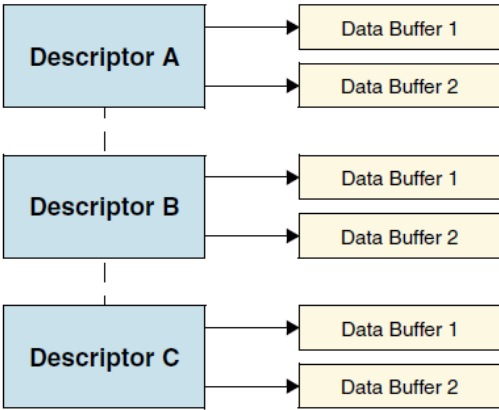 Descriptor A
Data Buffer 1
Data Buffer 2
Descriptor B
Data Buffer 1
Data Buffer 2
Descriptor C
Data Buffer 1
Data Buffer 2